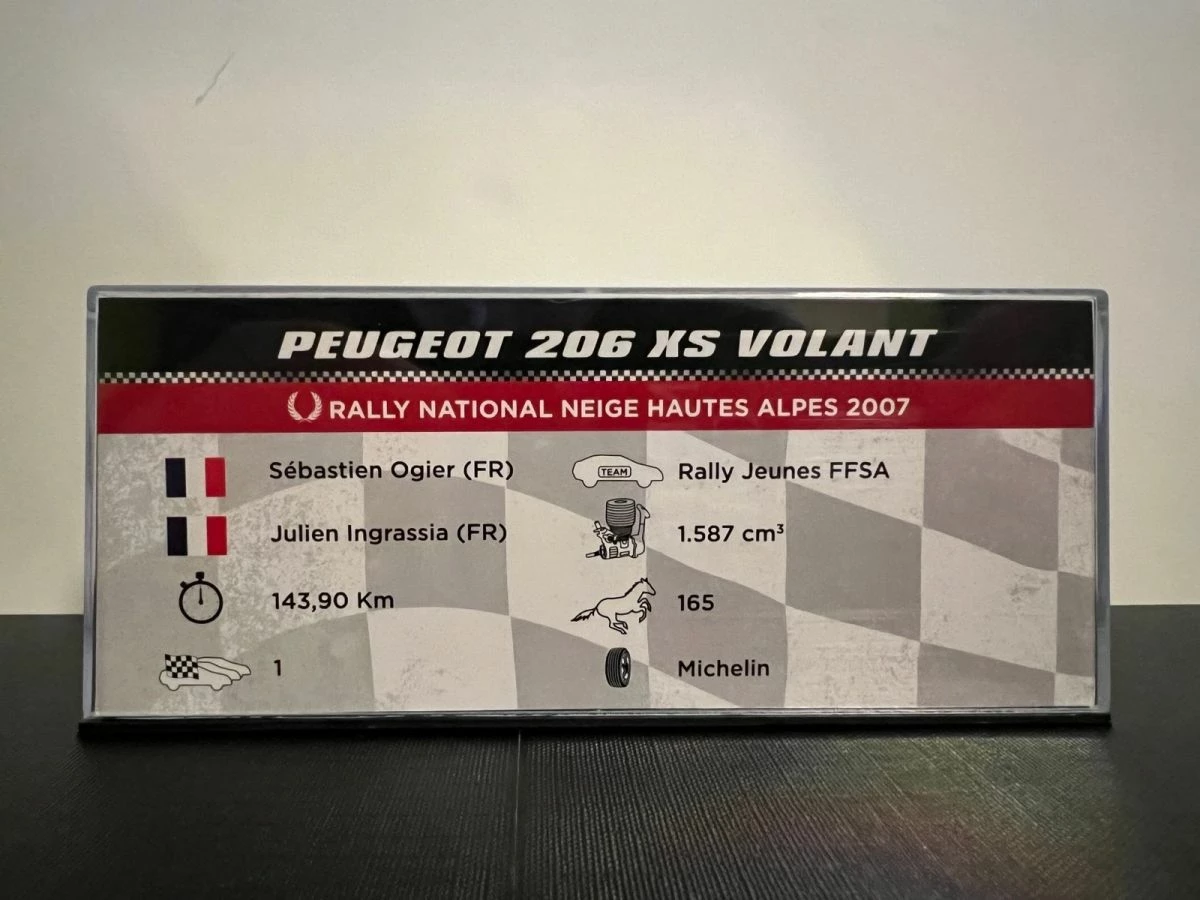 PEUGEOT 206 XS VOLANT
RALLY NATIONAL NEIGE HAUTES ALPES 2007
Sébastien Ogier (FR)
Julien Ingrassia (FR)
143,90 Km
1
TEAM
Rally Jeunes FFSA
1.587 cm³
165
Michelin